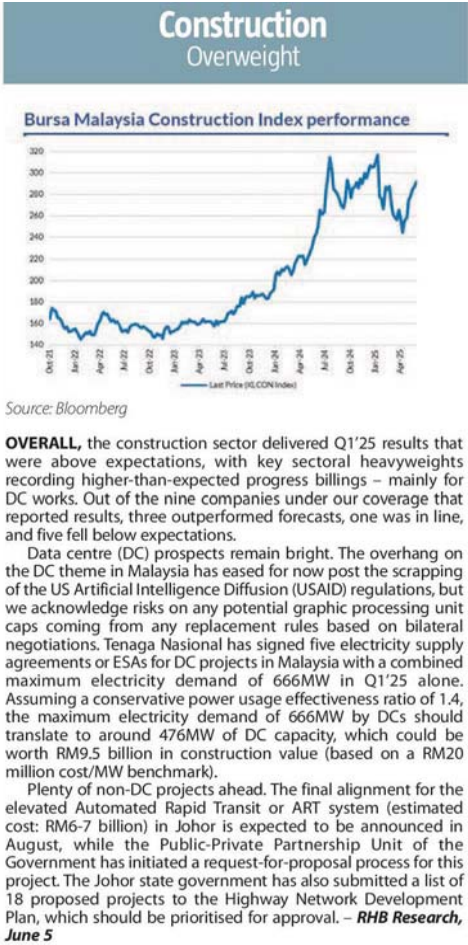 Construction
Overweight
Bursa Malaysia Construction Index performance
320
300
280
260
240
220
200
180
160
140
Oct-21
Jan-22
Apr-22
Jul-22
Oct-22
Jan-23
Apr-23
Jul-23
Oct-23
Jan-24
Apr-24
Jul-24
Oct-24
Jan-25
Apr-25
Last Price (KLCON Index)
Source: Bloomberg
OVERALL, the construction sector delivered Q1'25 results that
were above expectations, with key sectoral heavyweights
recording higher-than-expected progress billings – mainly for
DC works. Out of the nine companies under our coverage that
reported results, three outperformed forecasts, one was in line,
and five fell below expectations.
Data centre (DC) prospects remain bright. The overhang on
the DC theme in Malaysia has eased for now post the scrapping
of the US Artificial Intelligence Diffusion (USAID) regulations, but
we acknowledge risks on any potential graphic processing unit
caps coming from any replacement rules based on bilateral
negotiations. Tenaga Nasional has signed five electricity supply
agreements or ESAs for DC projects in Malaysia with a combined
maximum electricity demand of 666MW in Q1'25 alone.
Assuming a conservative power usage effectiveness ratio of 1.4,
the maximum electricity demand of 666MW by DCs should
translate to around 476MW of DC capacity, which could be
worth RM9.5 billion in construction value (based on a RM20
million cost/MW benchmark).
Plenty of non-DC projects ahead. The final alignment for the
elevated Automated Rapid Transit or ART system (estimated
cost: RM6-7 billion) in Johor is expected to be announced in
August, while the Public-Private Partnership Unit of the
Government has initiated a request-for-proposal process for this
project. The Johor state government has also submitted a list of
18 proposed projects to the Highway Network Development
Plan, which should be prioritised for approval. – RHB Research,
June 5